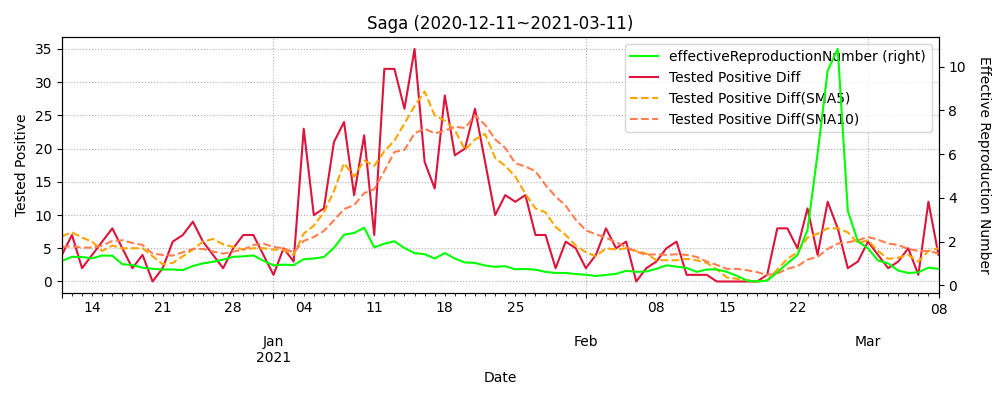 Saga (2020-12-11~2021-03-11)
effectiveReproductionNumber (right)
Tested Positive Diff
Tested Positive Diff(SMA5)
Tested Positive Diff(SMA10)
Tested Positive
35
30
25
20
15
10
5
0
10
8
6
4
2
0
Effective Reproduction Number
14 21 28 04 11 18 25 08 15 22 08
Jan Feb Mar
2021
Date